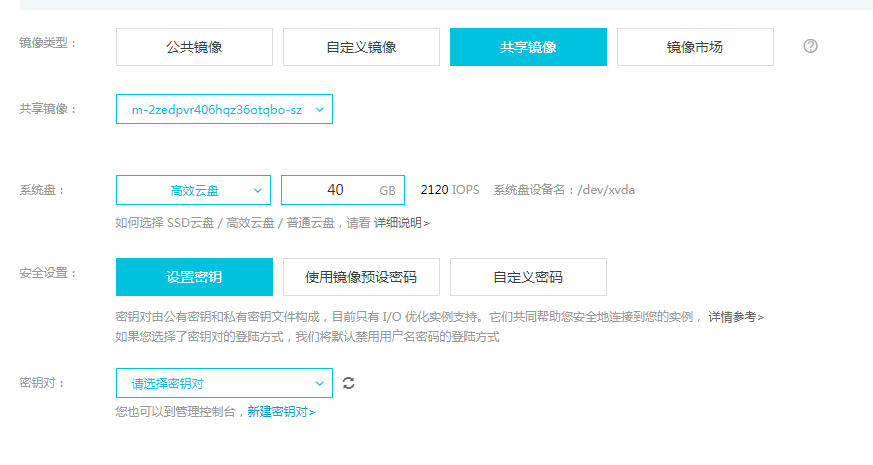 镜像类型： 公共镜像 自定义镜像 共享镜像 镜像市场 ?
共享镜像： m-2zedpvr406hqz36otqbo-sz
系统盘： 高效云盘 40 GB 2120 IOPS 系统盘设备名：/dev/xvda
如何选择 SSD云盘 / 高效云盘 / 普通云盘，请看 详细说明>
安全设置： 设置密钥 使用镜像预设密码 自定义密码
密钥对由公有密钥和私有密钥文件构成，目前只有 I/O 优化实例支持。它们共同帮助您安全地连接到您的实例， 详情参考>
如果您选择了密钥对的登陆方式，我们将默认禁用用户名密码的登陆方式
密钥对： 请选择密钥对
您也可以到管理控制台，新建密钥对>